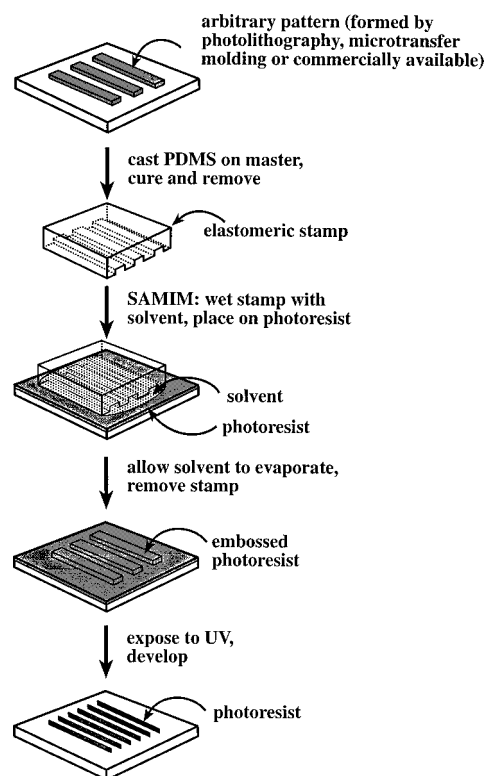 arbitrary pattern (formed by
photolithography, microtransfer
molding or commercially available)
cast PDMS on master,
cure and remove
elastomeric stamp
SAMIM: wet stamp with
solvent, place on photoresist
solvent
photoresist
allow solvent to evaporate,
remove stamp
embossed
photoresist
expose to UV,
develop
photoresist